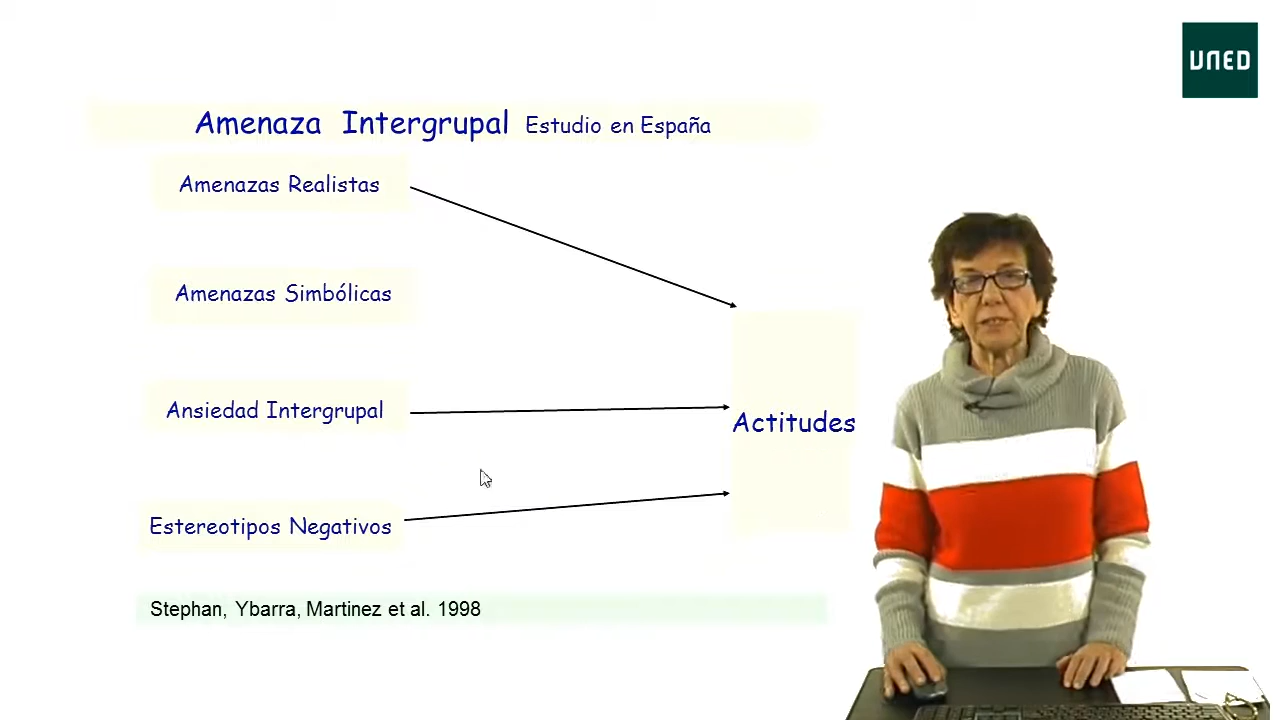 UNED
Amenaza Intergrupal Estudio en España
Amenazas Realistas
Amenazas Simbólicas
Ansiedad Intergrupal
Actitudes
Estereotipos Negativos
Stephan, Ybarra, Martinez et al. 1998